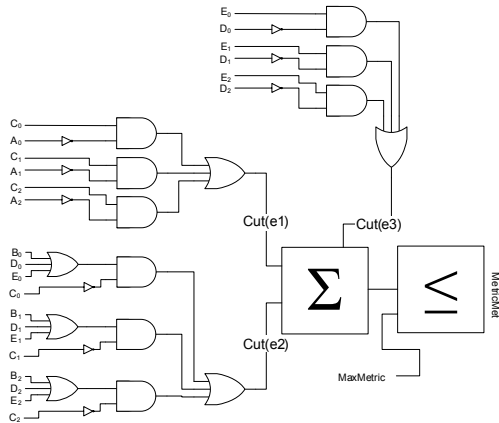 E₀
D₀
E₁
D₁
E₂
D₂
C₀
A₀
C₁
A₁
C₂
A₂
Cut(e1)
Cut(e3)
B₀
D₀
E₀
C₀
B₁
D₁
E₁
C₁
B₂
D₂
E₂
C₂
Cut(e2)
Σ
≤
MetricMet
MaxMetric